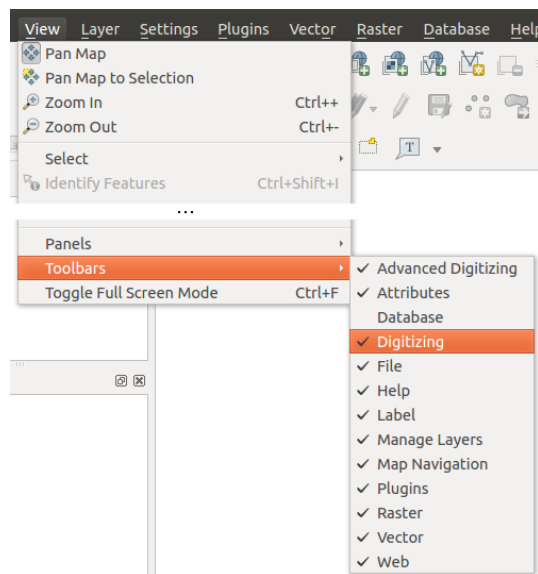 View Layer Settings Plugins Vector Raster Database Help
Pan Map
Pan Map to Selection
Zoom In Ctrl++
Zoom Out Ctrl+-
Select
Identify Features Ctrl+Shift+I
...
Panels
Toolbars
Toggle Full Screen Mode Ctrl+F
Advanced Digitizing
Attributes
Database
Digitizing
File
Help
Label
Manage Layers
Map Navigation
Plugins
Raster
Vector
Web
T